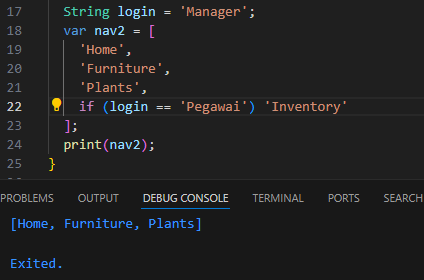 17 String login = 'Manager';
18 var nav2 = [
19 'Home',
20 'Furniture',
21 'Plants',
22 if (login == 'Pegawai') 'Inventory'
23 ];
24 print(nav2);
25 }
PROBLEMS OUTPUT DEBUG CONSOLE TERMINAL PORTS SEARCH
[Home, Furniture, Plants]
Exited.